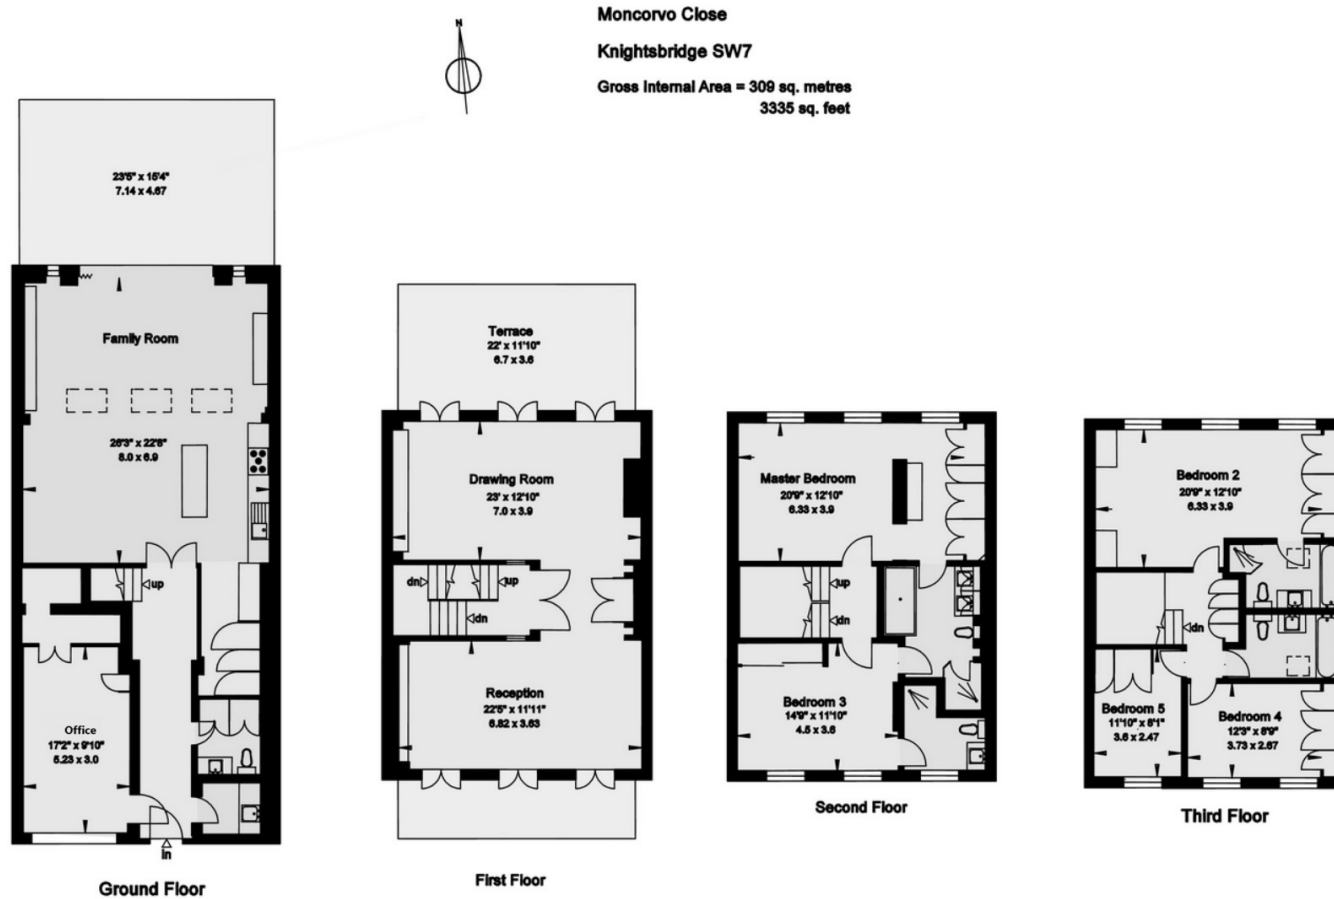 Moncorvo Close
Knightsbridge SW7
Gross Internal Area = 309 sq. metres
3335 sq. feet
N
23'5" x 15'4"
7.14 x 4.67
Family Room
26'3" x 22'8"
8.0 x 6.9
up
Office
17'2" x 9'10"
5.23 x 3.0
in
Ground Floor
Terrace
22' x 11'10"
6.7 x 3.6
Drawing Room
23' x 12'10"
7.0 x 3.9
dn
up
dn
Reception
22'5" x 11'11"
6.82 x 3.63
First Floor
Master Bedroom
20'9" x 12'10"
6.33 x 3.9
up
dn
Bedroom 3
14'9" x 11'10"
4.5 x 3.6
Second Floor
Bedroom 2
20'9" x 12'10"
6.33 x 3.9
dn
Bedroom 5
11'10" x 8'1"
3.6 x 2.47
Bedroom 4
12'3" x 8'9"
3.73 x 2.67
Third Floor